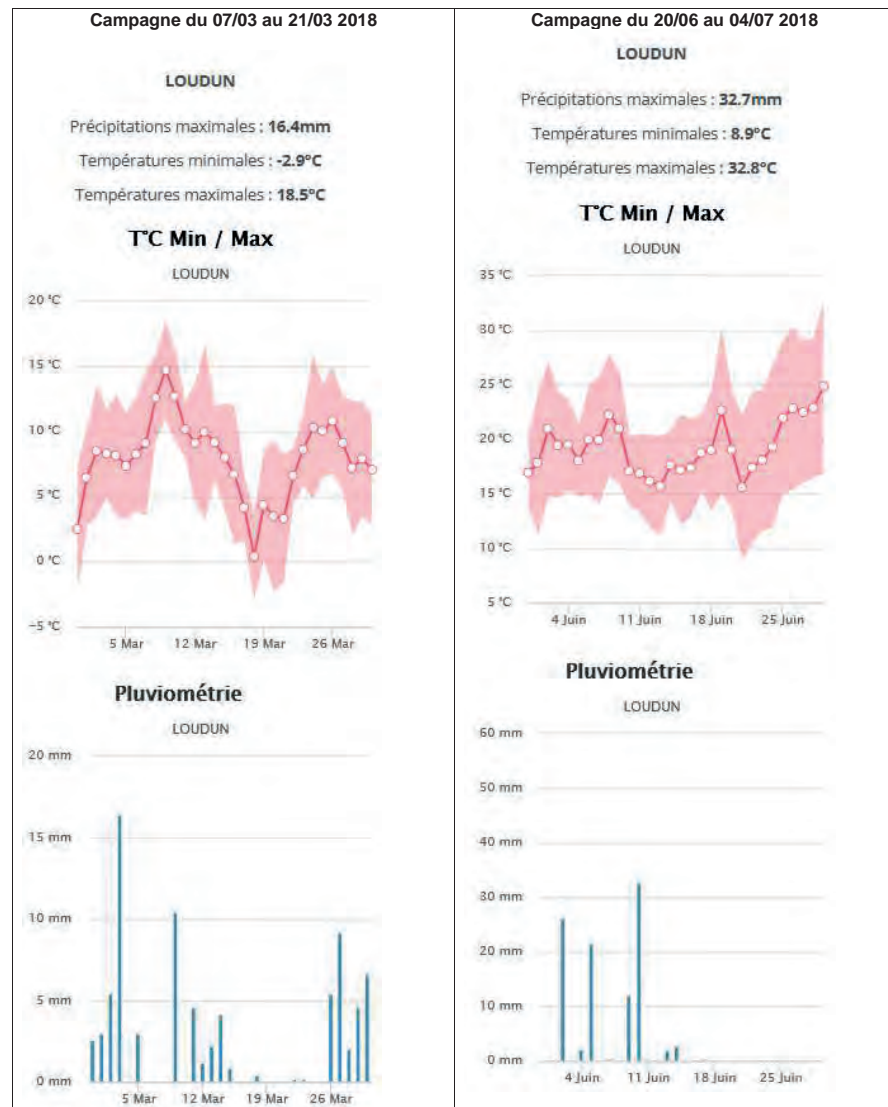 Campagne du 07/03 au 21/03 2018
LOUDUN
Précipitations maximales : 16.4mm
Températures minimales : -2.9°C
Températures maximales : 18.5°C
T°C Min / Max
LOUDUN
20 °C
15 °C
10 °C
5 °C
0 °C
−5 °C
5 Mar 12 Mar 19 Mar 26 Mar
Pluviométrie
LOUDUN
20 mm
15 mm
10 mm
5 mm
0 mm
5 Mar 12 Mar 19 Mar 26 Mar
Campagne du 20/06 au 04/07 2018
LOUDUN
Précipitations maximales : 32.7mm
Températures minimales : 8.9°C
Températures maximales : 32.8°C
T°C Min / Max
LOUDUN
35 °C
30 °C
25 °C
20 °C
15 °C
10 °C
5 °C
4 Juin 11 Juin 18 Juin 25 Juin
Pluviométrie
LOUDUN
60 mm
50 mm
40 mm
30 mm
20 mm
10 mm
0 mm
4 Juin 11 Juin 18 Juin 25 Juin